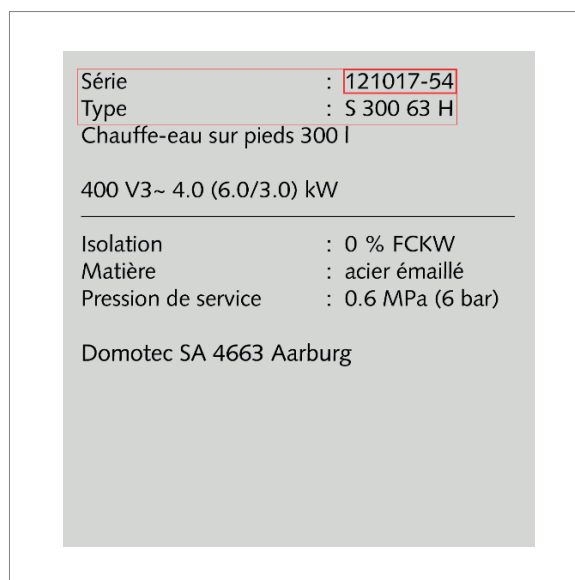 Série : 121017-54
Type : S 300 63 H
Chauffe-eau sur pieds 300 l
400 V3~ 4.0 (6.0/3.0) kW
Isolation : 0 % FCKW
Matière : acier émaillé
Pression de service : 0.6 MPa (6 bar)
Domotec SA 4663 Aarburg